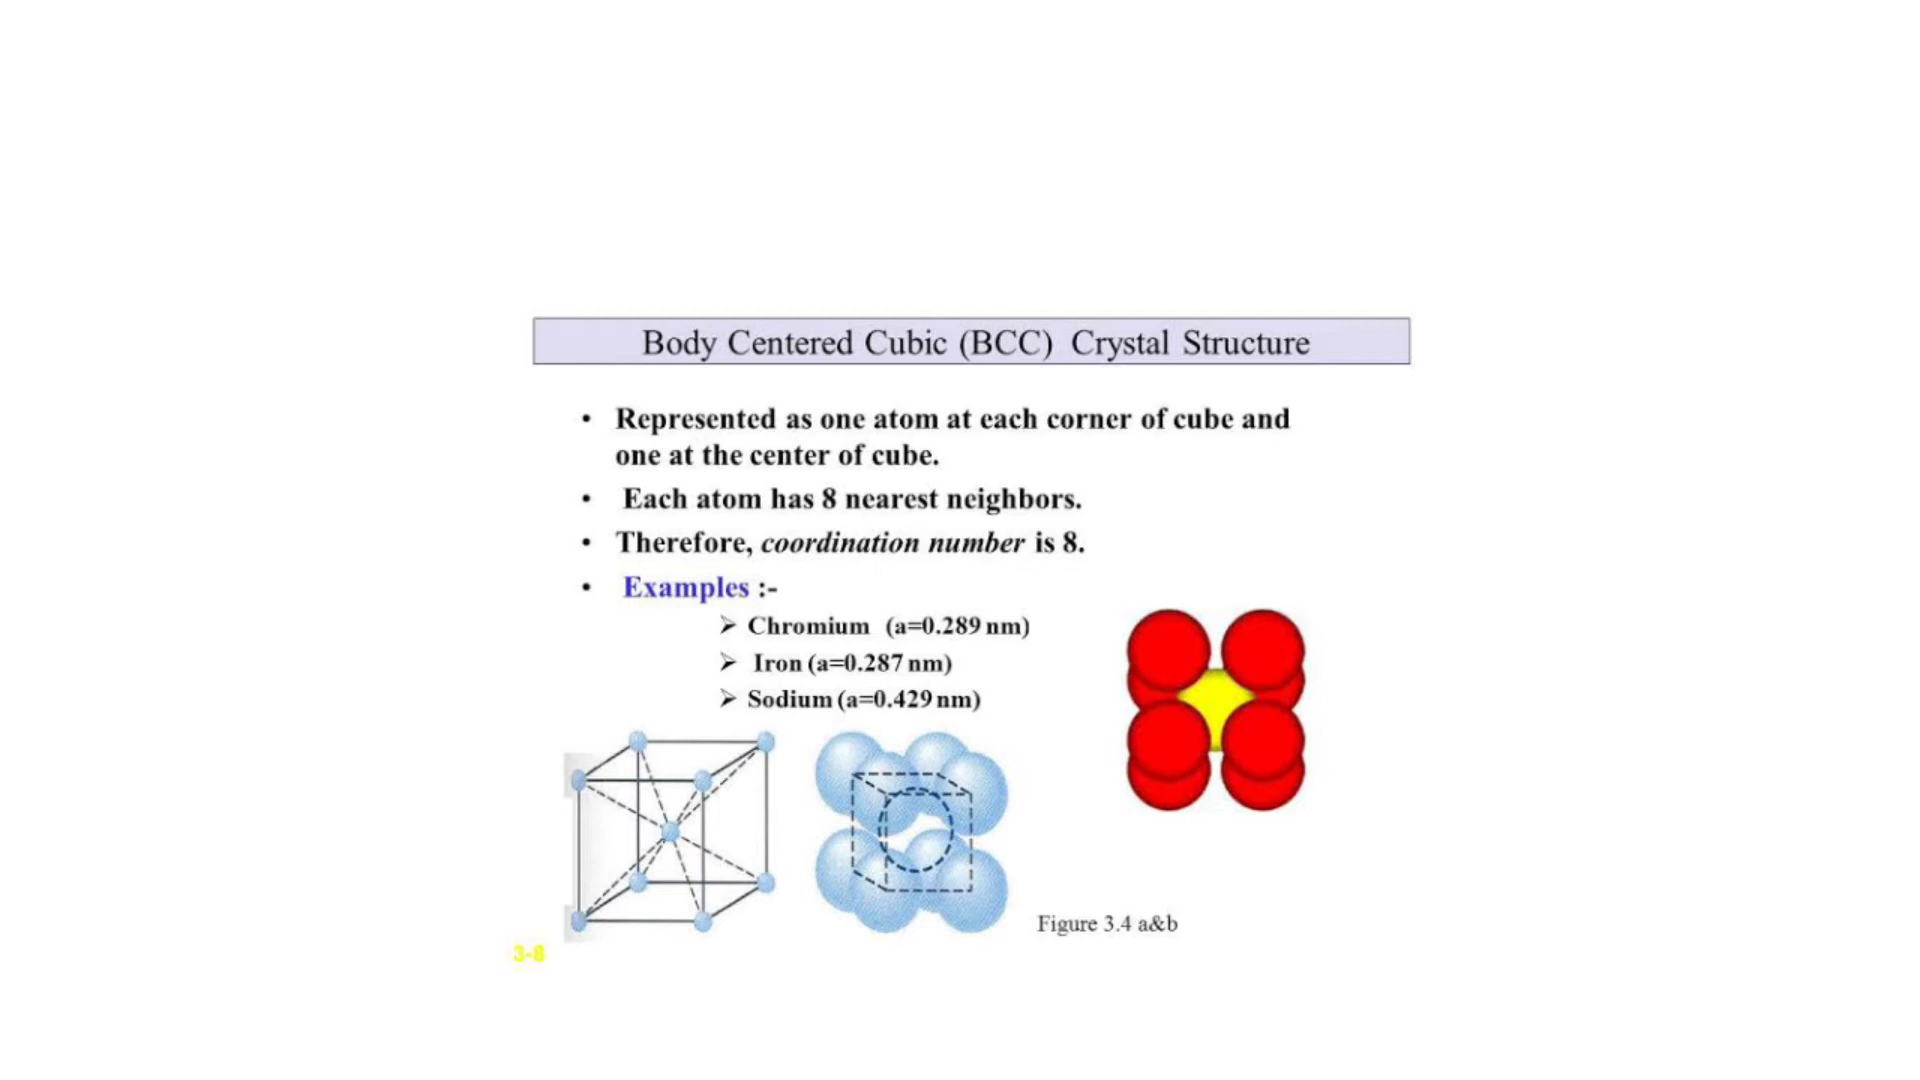 Body Centered Cubic (BCC) Crystal Structure
• Represented as one atom at each corner of cube and
one at the center of cube.
• Each atom has 8 nearest neighbors.
• Therefore, coordination number is 8.
• Examples :-
➢ Chromium (a=0.289 nm)
➢ Iron (a=0.287 nm)
➢ Sodium (a=0.429 nm)
Figure 3.4 a&b
3-8